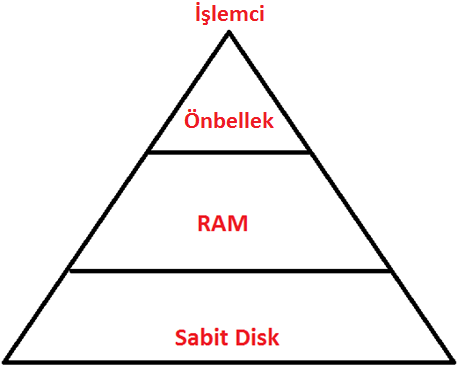 İşlemci
Önbellek
RAM
Sabit Disk